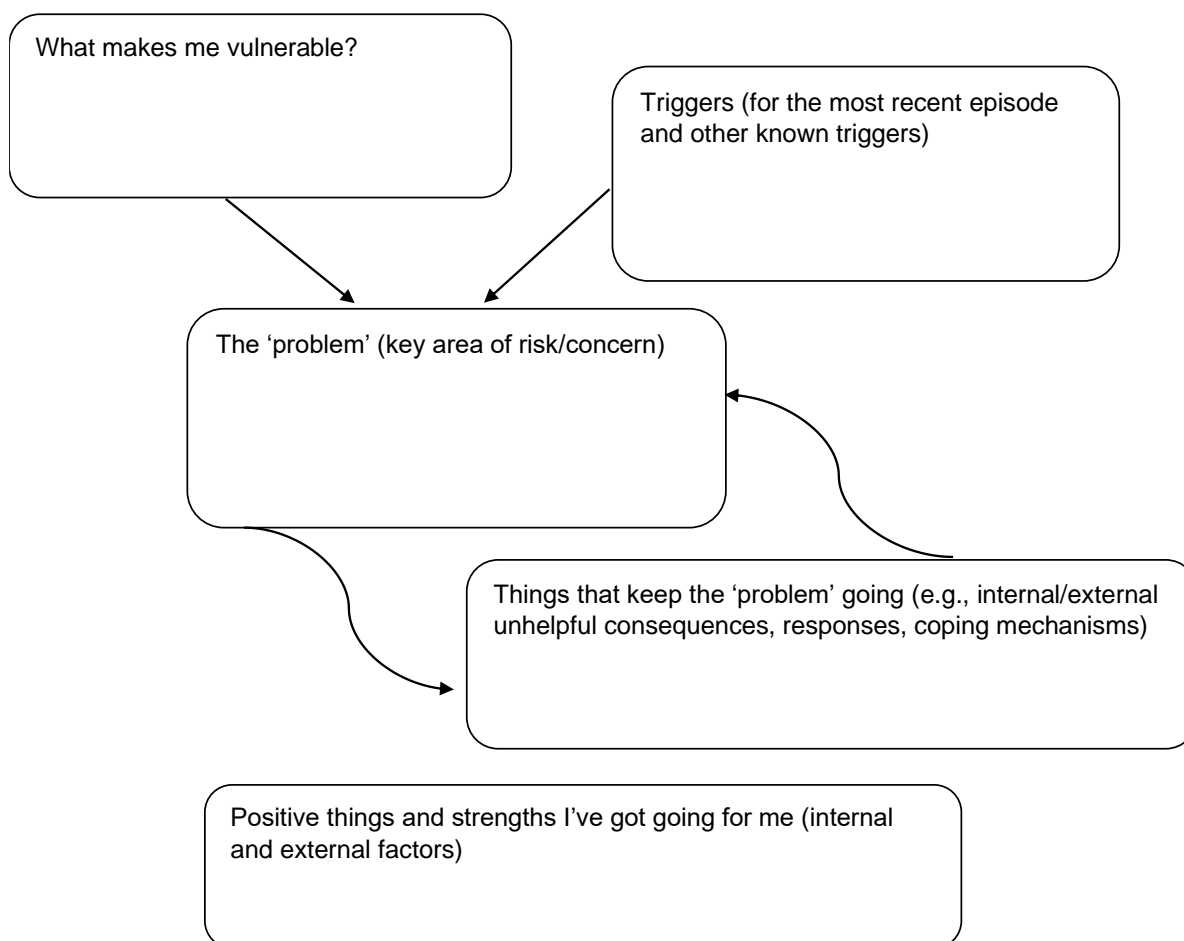 What makes me vulnerable?
Triggers (for the most recent episode
and other known triggers)
The ‘problem’ (key area of risk/concern)
Things that keep the ‘problem’ going (e.g., internal/external
unhelpful consequences, responses, coping mechanisms)
Positive things and strengths I’ve got going for me (internal
and external factors)